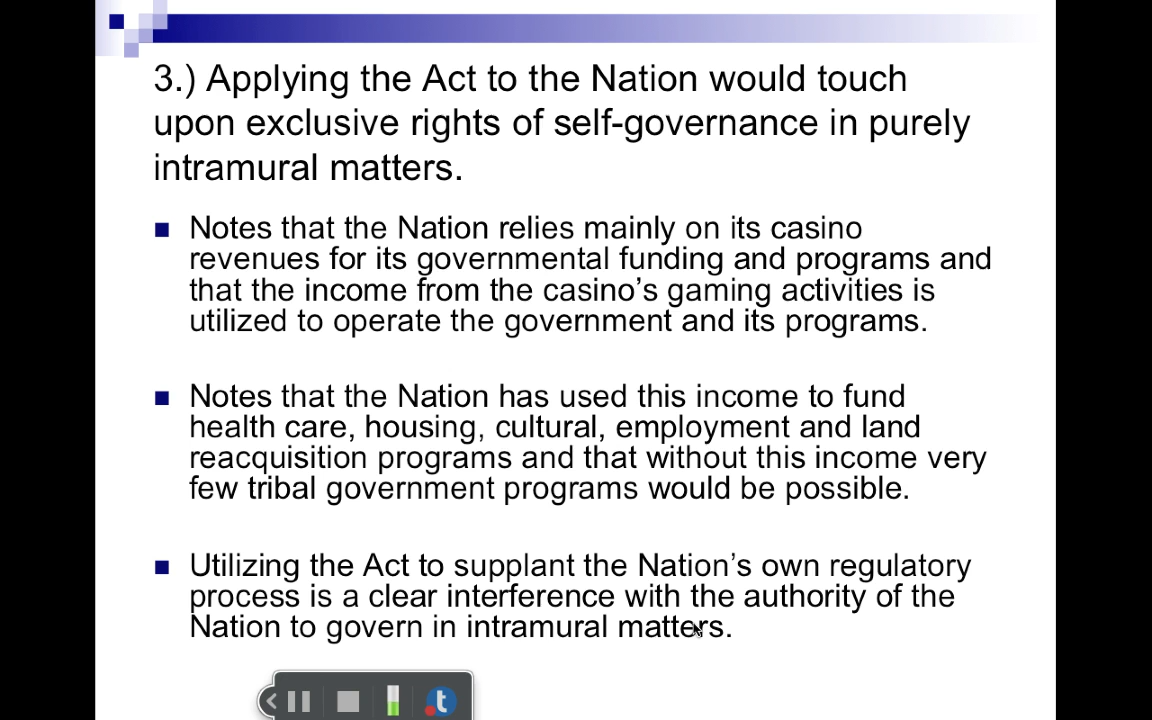 3.) Applying the Act to the Nation would touch
upon exclusive rights of self-governance in purely
intramural matters.
Notes that the Nation relies mainly on its casino
revenues for its governmental funding and programs and
that the income from the casino’s gaming activities is
utilized to operate the government and its programs.
Notes that the Nation has used this income to fund
health care, housing, cultural, employment and land
reacquisition programs and that without this income very
few tribal government programs would be possible.
Utilizing the Act to supplant the Nation’s own regulatory
process is a clear interference with the authority of the
Nation to govern in intramural matters.
t